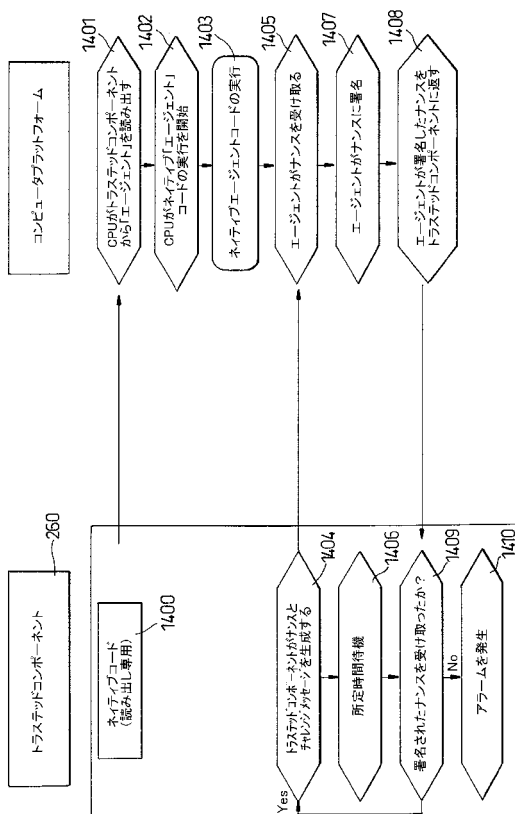 トラステッドコンポーネント
260
コンピュータプラットフォーム
ネイティブコード
(読み出し専用)
1400
CPUがトラステッドコンポーネント
から「エージェント」を読み出す
1401
CPUがネイティブ「エージェント」
コードの実行を開始
1402
ネイティブエージェントコードの実行
1403
トラステッドコンポーネントがナンスと
チャレンジメッセージを生成する
1404
エージェントがナンスを受け取る
1405
所定時間待機
1406
エージェントがナンスに署名
1407
エージェントが署名したナンスを
トラステッドコンポーネントに返す
1408
署名されたナンスを受け取ったか?
1409
Yes
No
アラームを発生
1410